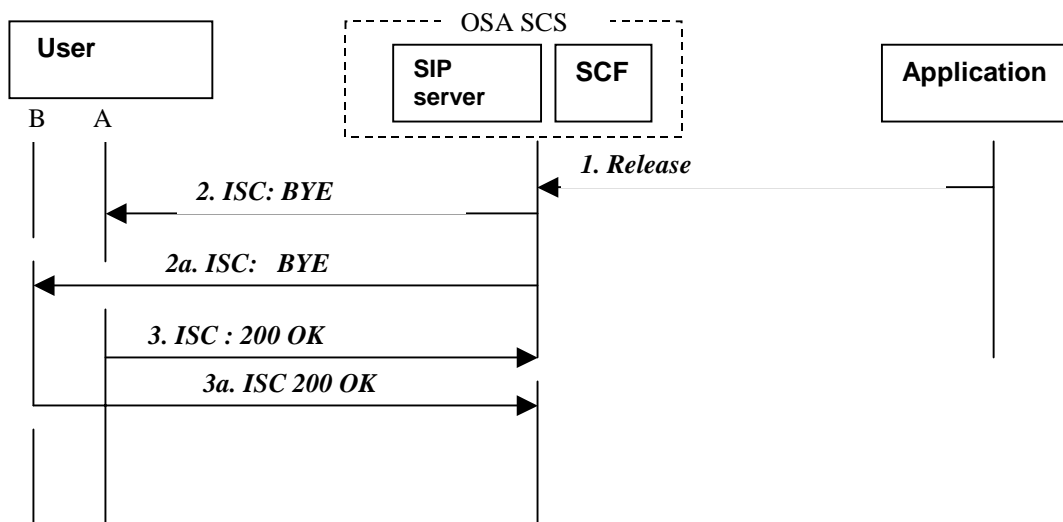 OSA SCS
User
SIP
server
SCF
Application
B
A
1. Release
2. ISC: BYE
2a. ISC: BYE
3. ISC : 200 OK
3a. ISC 200 OK